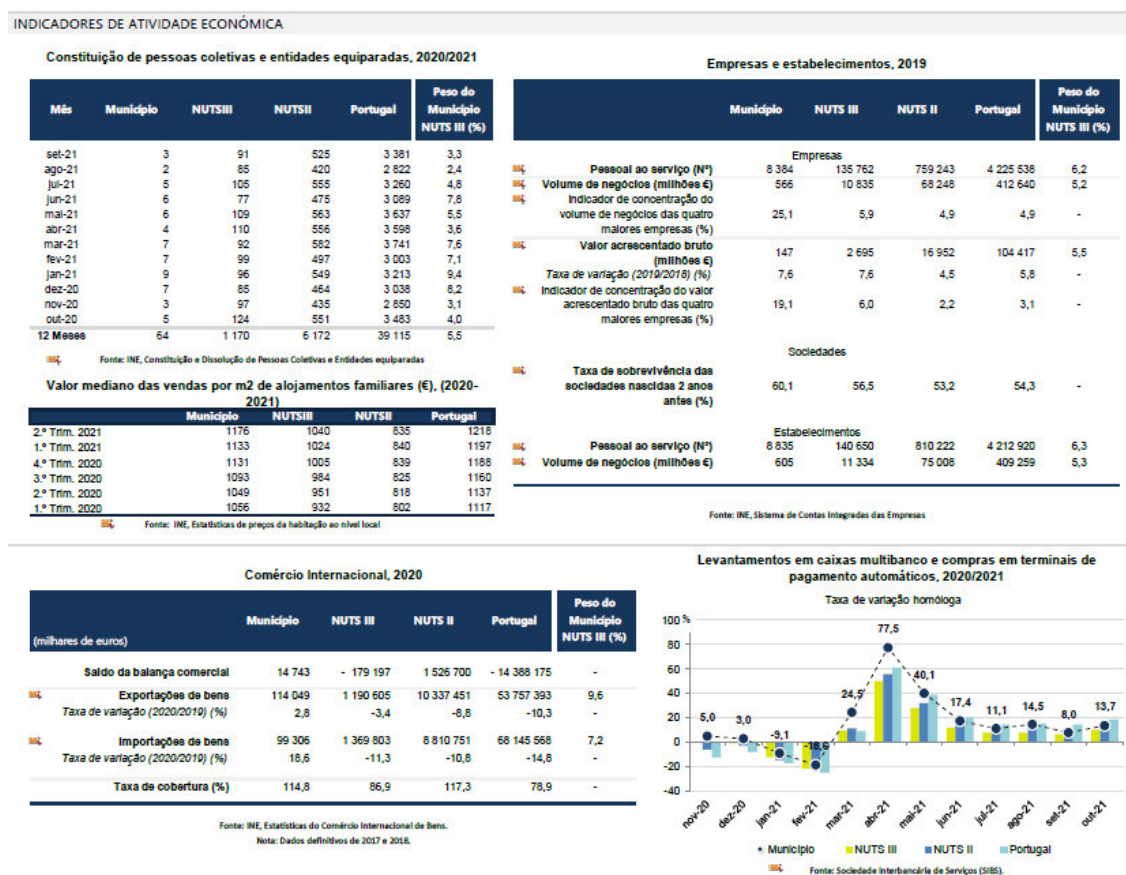 INDICADORES DE ATIVIDADE ECONÓMICA
Constituição de pessoas coletivas e entidades equiparadas, 2020/2021
Mês Município NUTSIII NUTSII Portugal Peso do Município NUTS III (%)
set-21 3 91 525 3 381 3,3
ago-21 2 85 420 2 822 2,4
jul-21 5 105 555 3 260 4,8
jun-21 6 77 475 3 089 7,8
mai-21 6 109 563 3 637 5,5
abr-21 4 110 556 3 598 3,6
mar-21 7 92 582 3 741 7,6
fev-21 7 99 497 3 003 7,1
jan-21 9 96 549 3 213 9,4
dez-20 7 85 464 3 038 8,2
nov-20 3 97 435 2 850 3,1
out-20 5 124 551 3 483 4,0
12 Meses 64 1 170 6 172 39 115 5,5
Fonte: INE, Constituição e Dissolução de Pessoas Coletivas e Entidades equiparadas
Valor mediano das vendas por m2 de alojamentos familiares (€), (2020-
2021)
Município NUTSIII NUTSII Portugal
2.º Trim. 2021 1176 1040 835 1218
1.º Trim. 2021 1133 1024 840 1197
4.º Trim. 2020 1131 1005 839 1188
3.º Trim. 2020 1093 984 825 1160
2.º Trim. 2020 1049 951 818 1137
1.º Trim. 2020 1056 932 802 1117
Fonte: INE, Estatísticas de preços da habitação ao nível local
Empresas e estabelecimentos, 2019
Município NUTS III NUTS II Portugal Peso do Município NUTS III (%)
Empresas
Pessoal ao serviço (Nº) 8 384 135 762 759 243 4 225 538 6,2
Volume de negócios (milhões €) 566 10 835 68 248 412 640 5,2
Indicador de concentração do
volume de negócios das quatro 25,1 5,9 4,9 4,9 -
maiores empresas (%)
Valor acrescentado bruto
(milhões €) 147 2 695 16 952 104 417 5,5
Taxa de variação (2019/2018) (%) 7,6 7,6 4,5 5,8 -
Indicador de concentração do valor
acrescentado bruto das quatro 19,1 6,0 2,2 3,1 -
maiores empresas (%)
Sociedades
Taxa de sobrevivência das
sociedades nascidas 2 anos 60,1 56,5 53,2 54,3 -
antes (%)
Estabelecimentos
Pessoal ao serviço (Nº) 8 835 140 650 810 222 4 212 920 6,3
Volume de negócios (milhões €) 605 11 334 75 008 409 259 5,3
Fonte: INE, Sistema de Contas Integradas das Empresas
Comércio Internacional, 2020
(milhares de euros) Município NUTS III NUTS II Portugal Peso do Município NUTS III (%)
Saldo da balança comercial 14 743 - 179 197 1 526 700 - 14 388 175 -
Exportações de bens 114 049 1 190 605 10 337 451 53 757 393 9,6
Taxa de variação (2020/2019) (%) 2,8 -3,4 -8,8 -10,3 -
Importações de bens 99 306 1 369 803 8 810 751 68 145 568 7,2
Taxa de variação (2020/2019) (%) 18,6 -11,3 -10,8 -14,8 -
Taxa de cobertura (%) 114,8 86,9 117,3 78,9 -
Fonte: INE, Estatísticas do Comércio Internacional de Bens.
Nota: Dados definitivos de 2017 e 2018.
Levantamentos em caixas multibanco e compras em terminais de
pagamento automáticos, 2020/2021
Taxa de variação homóloga
100 %
80
60
40
20
0
-20
-40
5,0 3,0 -9,1 -18,6 24,5 77,5 40,1 17,4 11,1 14,5 8,0 13,7
nov-20 dez-20 jan-21 fev-21 mar-21 abr-21 mai-21 jun-21 jul-21 ago-21 set-21 out-21
Município NUTS III NUTS II Portugal
Fonte: Sociedade Interbancária de Serviços (SIBS).